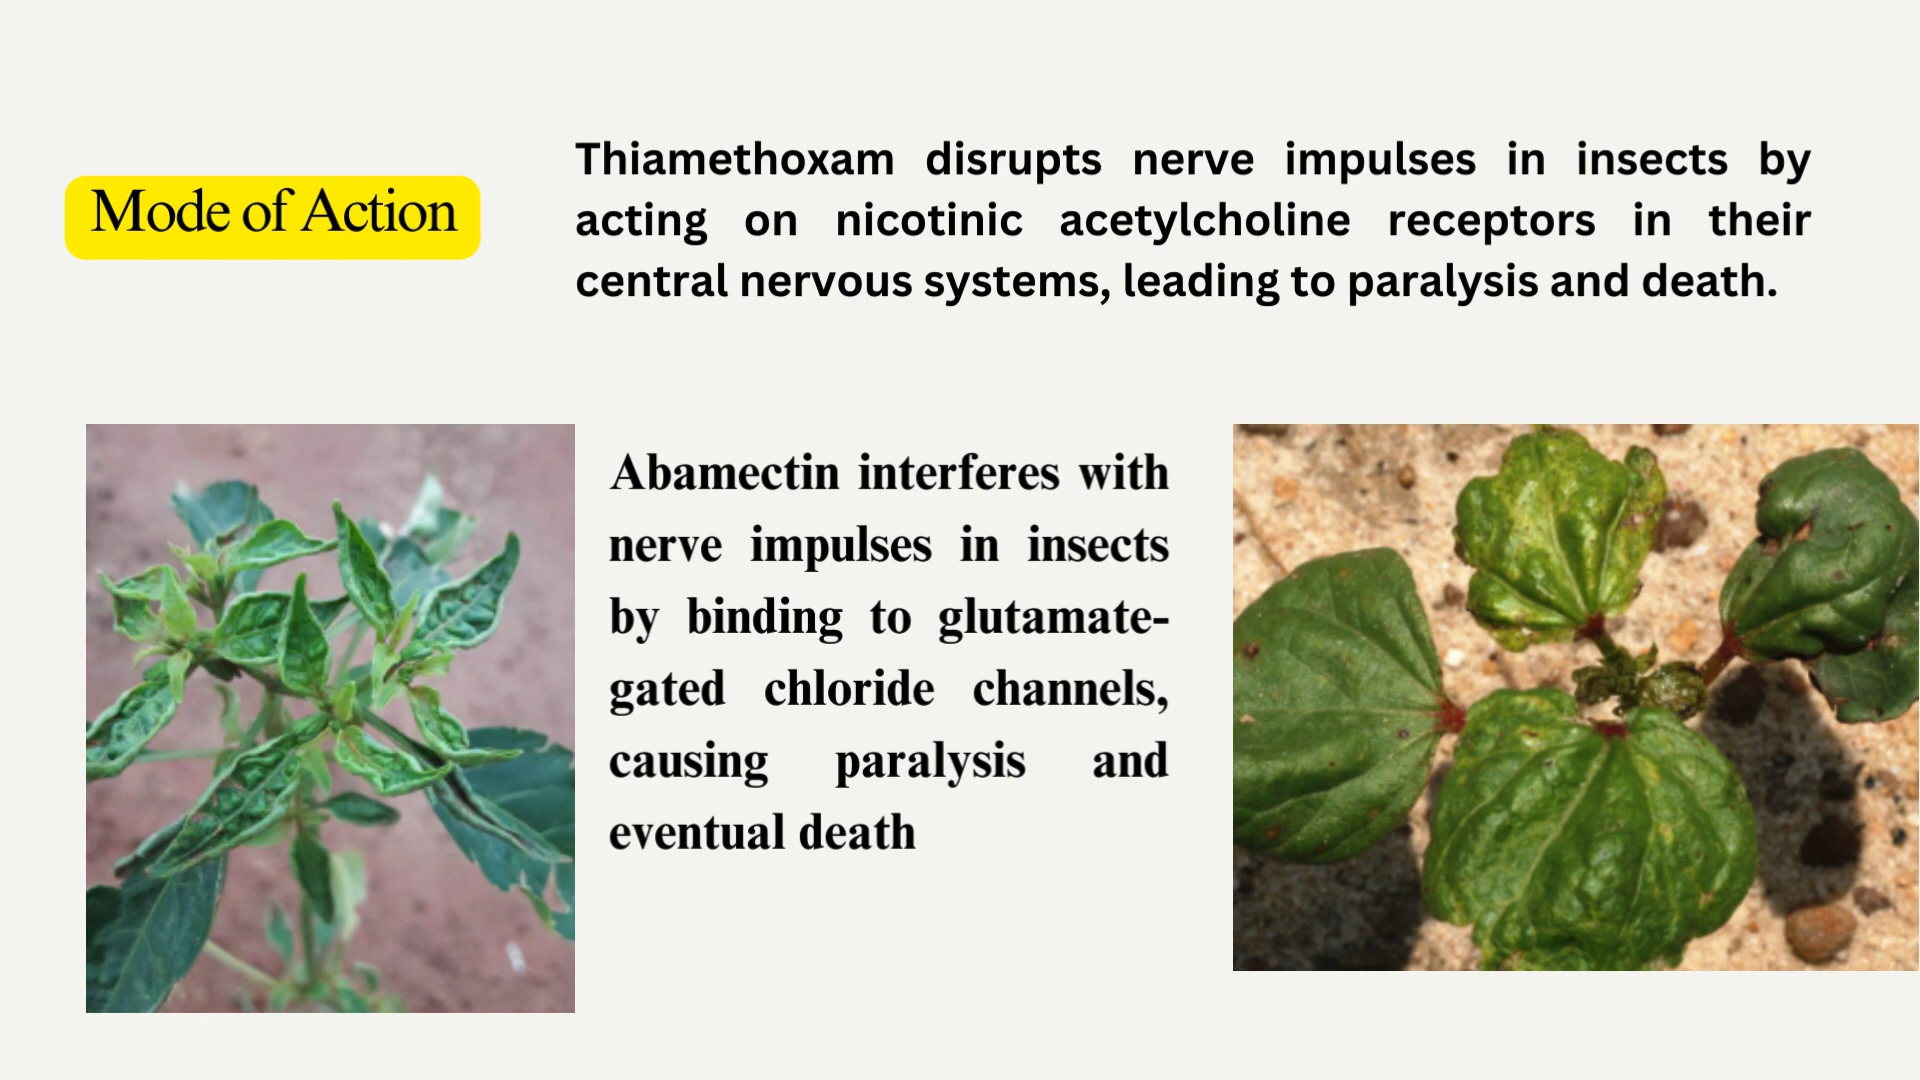 Mode of Action
Thiamethoxam disrupts nerve impulses in insects by
acting on nicotinic acetylcholine receptors in their
central nervous systems, leading to paralysis and death.
Abamectin interferes with
nerve impulses in insects
by binding to glutamate-
gated chloride channels,
causing paralysis and
eventual death